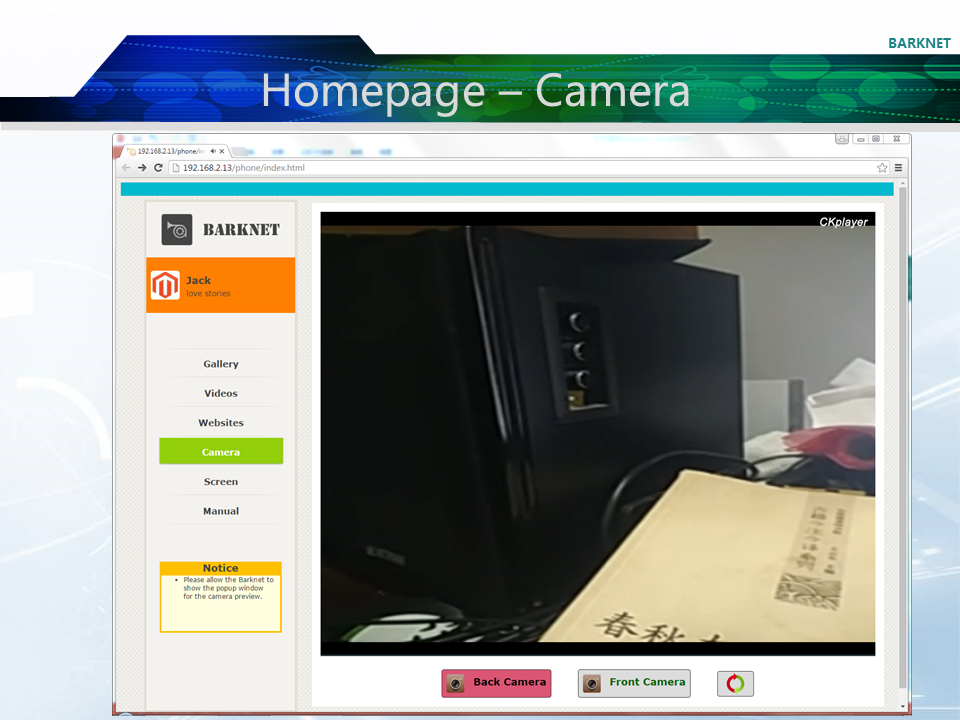 BARKNET
Homepage – Camera
192.168.2.13/phone/in
192.168.2.13/phone/index.html
BARKNET
Jack
love stories
Gallery
Videos
Websites
Camera
Screen
Manual
Notice
Please allow the Barknet to
show the popup window
for the camera preview.
CKplayer
春秋
Back Camera
Front Camera